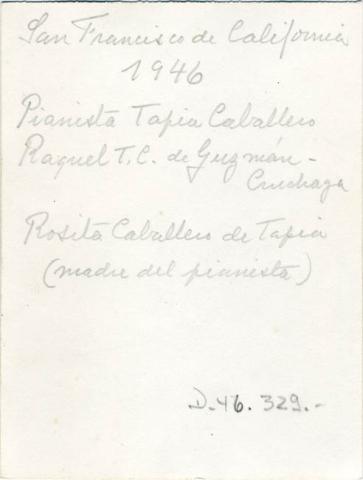 San Francisco de California
1946
Pianista Tapia Caballero
Raquel T. C. de Guzmán -
Cruchaga
Rosita Caballero de Tapia
(madre del pianista)
D-46. 329.-